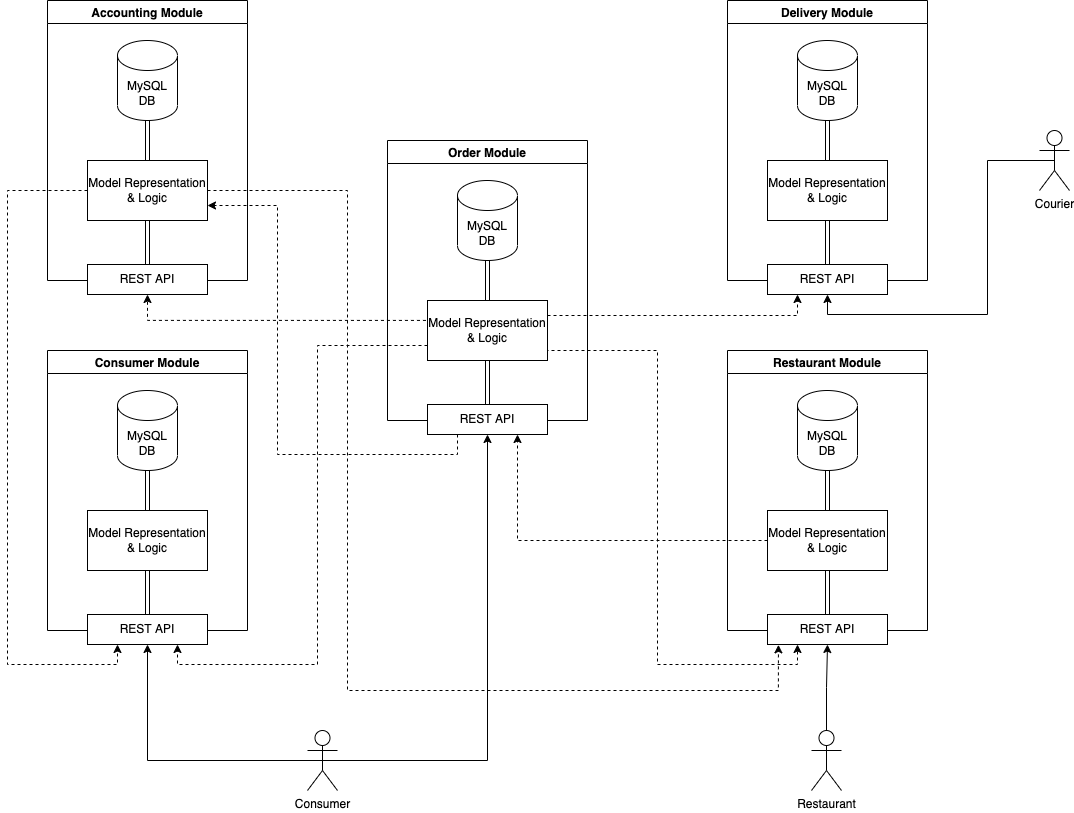 Accounting Module
MySQL
DB
Model Representation
& Logic
REST API
Delivery Module
MySQL
DB
Model Representation
& Logic
REST API
Courier
Order Module
MySQL
DB
Model Representation
& Logic
REST API
Consumer Module
MySQL
DB
Model Representation
& Logic
REST API
Restaurant Module
MySQL
DB
Model Representation
& Logic
REST API
Consumer
Restaurant